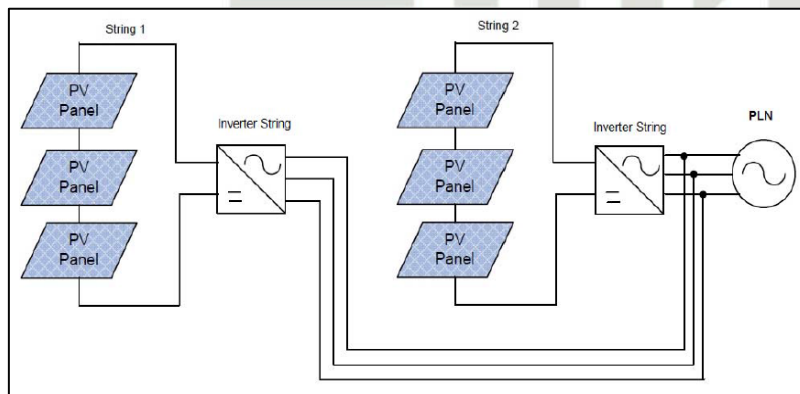 String 1
PV
Panel
PV
Panel
PV
Panel
Inverter String
String 2
PV
Panel
PV
Panel
PV
Panel
Inverter String
PLN